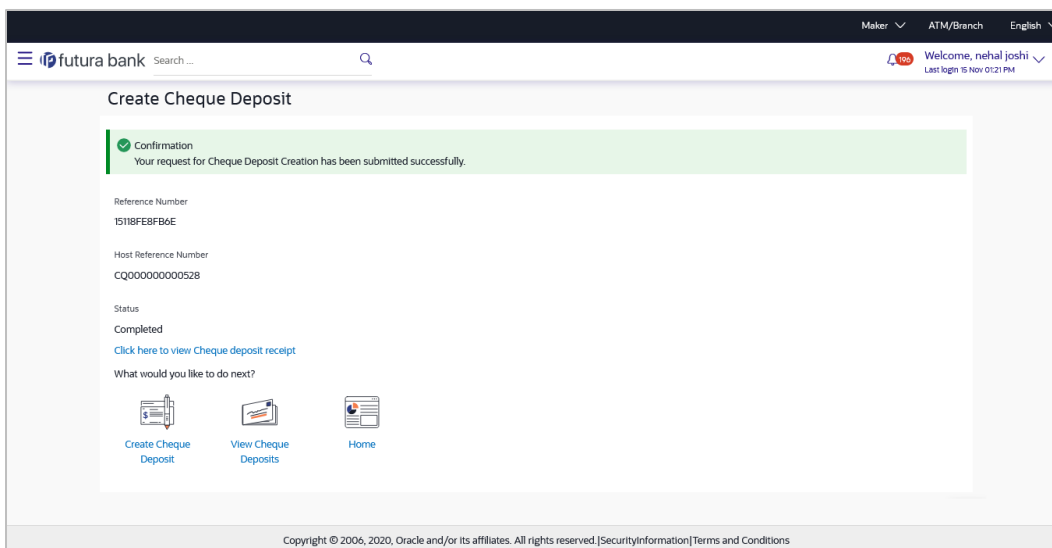 Maker ATM/Branch English
futura bank Search ... 196 Welcome, nehal joshi
Last login 15 Nov 01:21 PM
Create Cheque Deposit
Confirmation
Your request for Cheque Deposit Creation has been submitted successfully.
Reference Number
15118FE8FB6E
Host Reference Number
CQ000000000528
Status
Completed
Click here to view Cheque deposit receipt
What would you like to do next?
Create Cheque Deposit
View Cheque Deposits
Home
Copyright © 2006, 2020, Oracle and/or its affiliates. All rights reserved.|SecurityInformation|Terms and Conditions